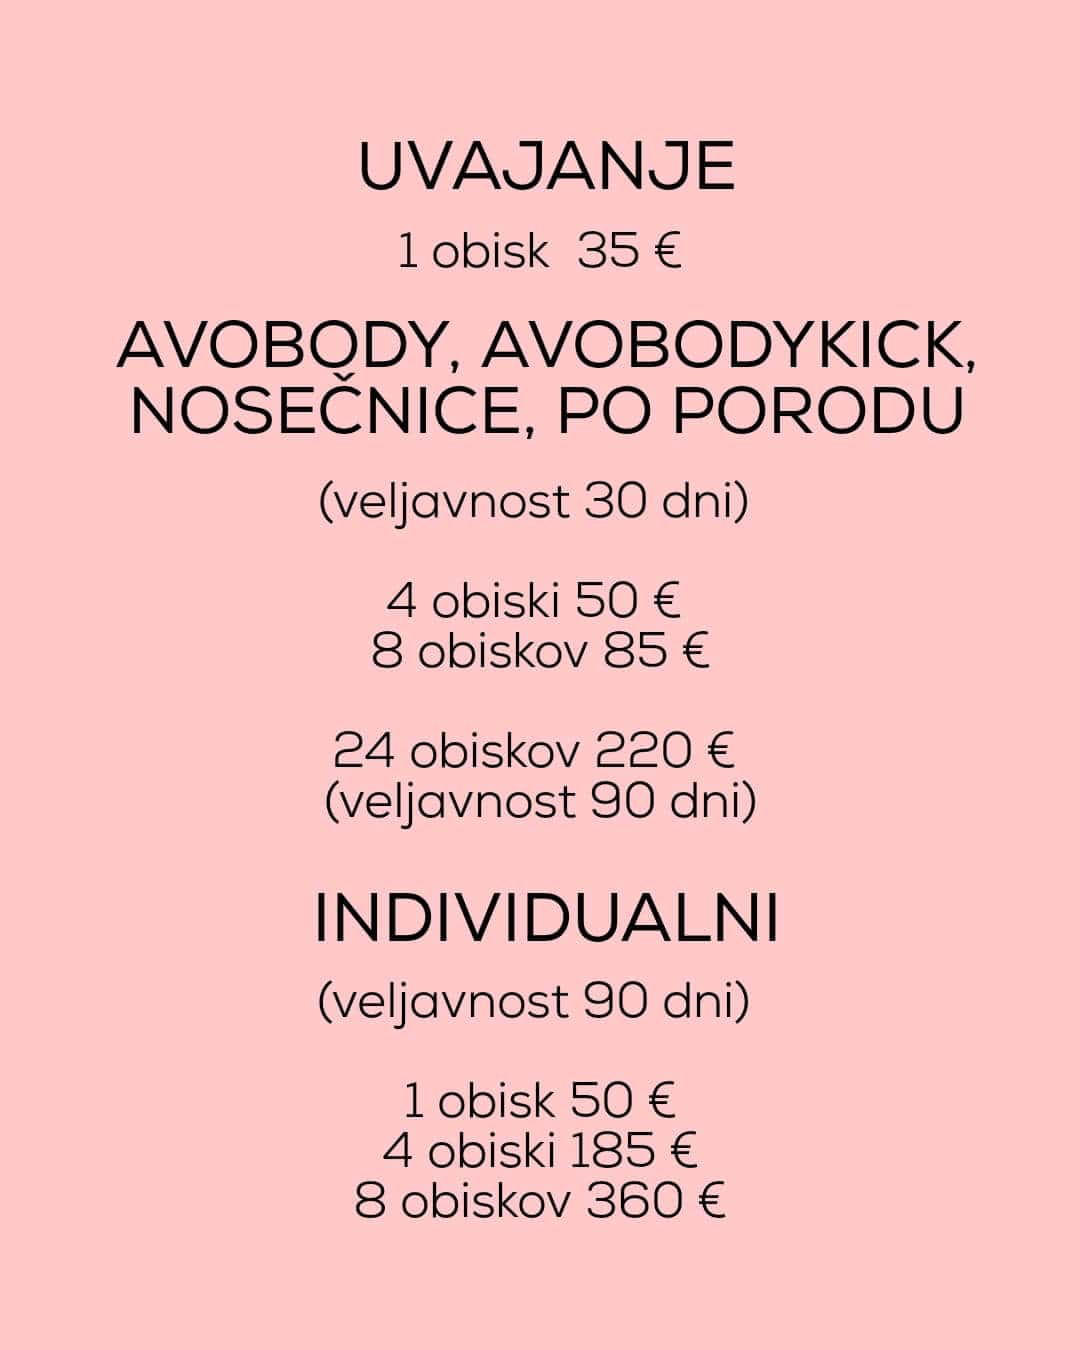 UVAJANJE
1 obisk 35 €
AVOBODY, AVOBODYKICK,
NOSEČNICE, PO PORODU
(veljavnost 30 dni)
4 obiski 50 €
8 obiskov 85 €
24 obiskov 220 €
(veljavnost 90 dni)
INDIVIDUALNI
(veljavnost 90 dni)
1 obisk 50 €
4 obiski 185 €
8 obiskov 360 €